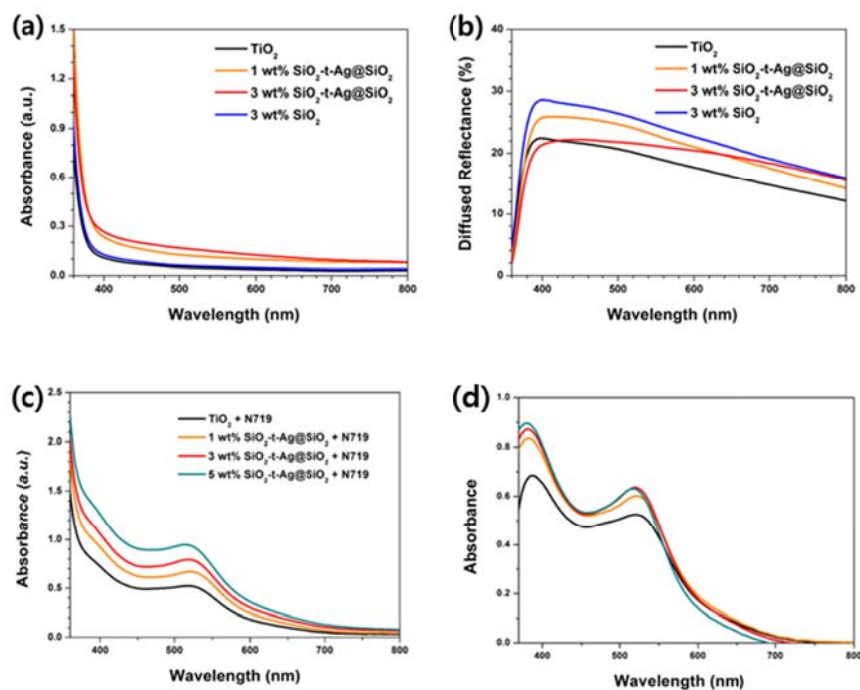 (a)
TiO2
1 wt% SiO2-t-Ag@SiO2
3 wt% SiO2-t-Ag@SiO2
3 wt% SiO2
Absorbance (a.u.)
1.5
1.2
0.9
0.6
0.3
0.0
400 500 600 700 800
Wavelength (nm)
(b)
TiO2
1 wt% SiO2-t-Ag@SiO2
3 wt% SiO2-t-Ag@SiO2
3 wt% SiO2
Diffused Reflectance (%)
40
30
20
10
0
400 500 600 700 800
Wavelength (nm)
(c)
TiO2 + N719
1 wt% SiO2-t-Ag@SiO2 + N719
3 wt% SiO2-t-Ag@SiO2 + N719
5 wt% SiO2-t-Ag@SiO2 + N719
Absorbance (a.u.)
2.5
2.0
1.5
1.0
0.5
0.0
400 500 600 700 800
Wavelength (nm)
(d)
Absorbance
1.0
0.8
0.6
0.4
0.2
0.0
400 500 600 700 800
Wavelength (nm)